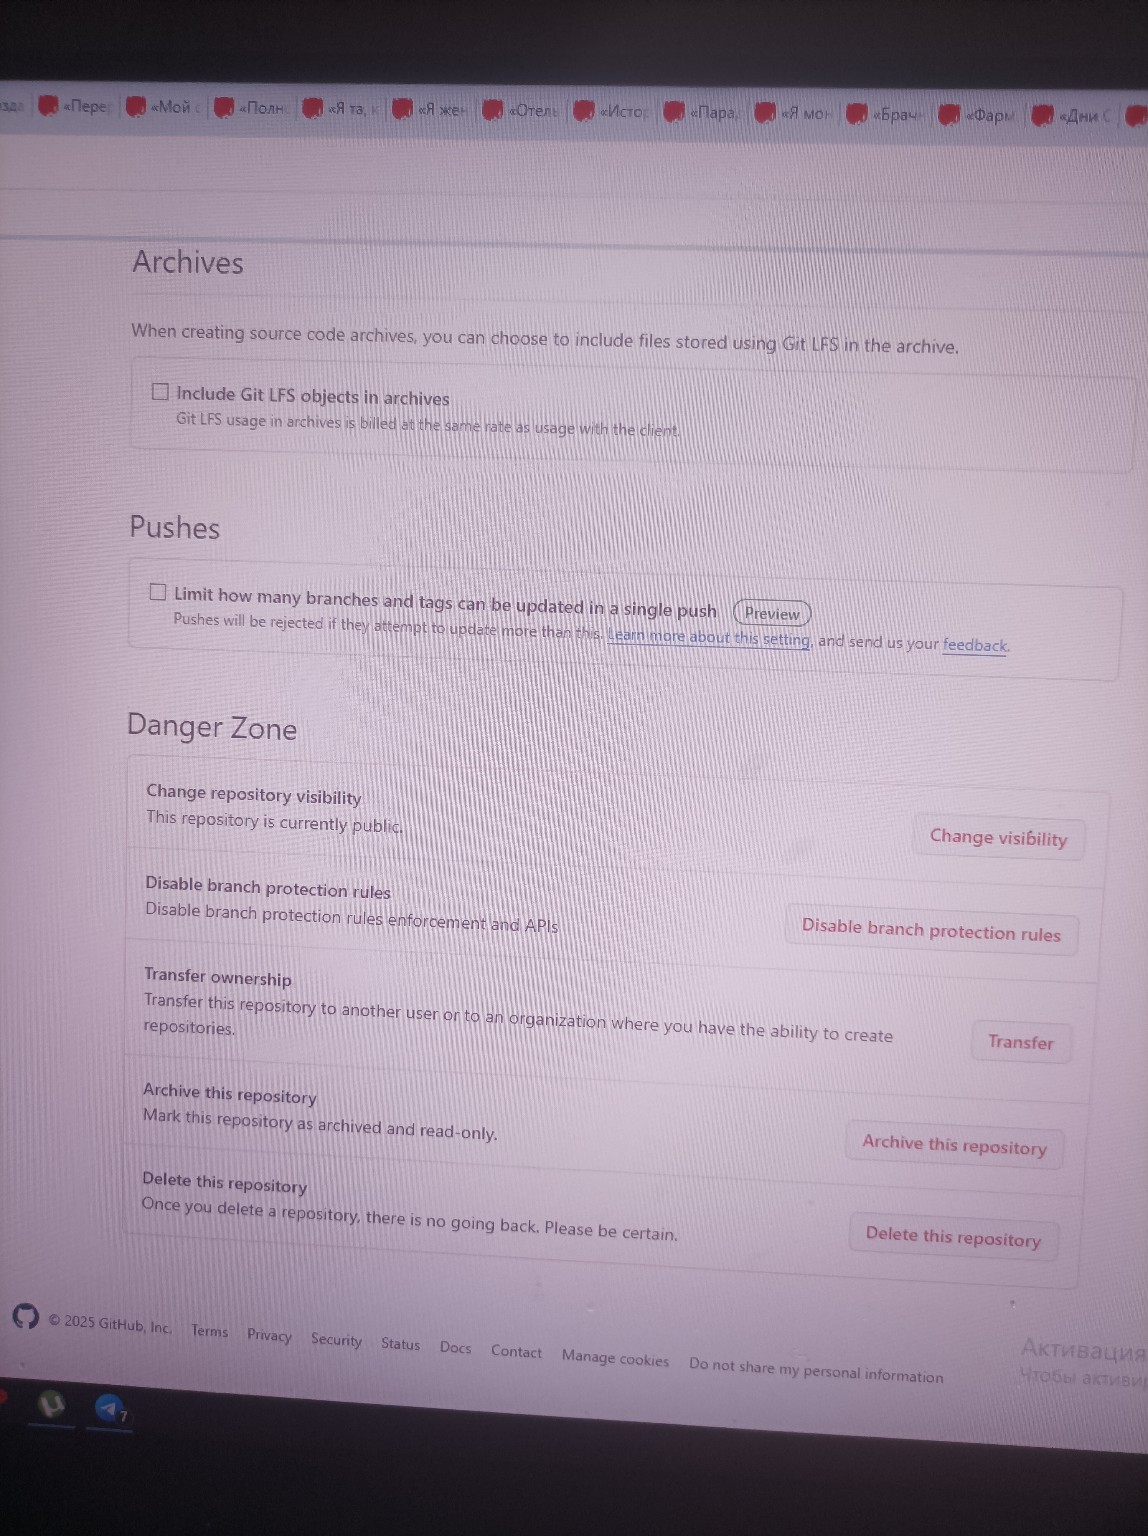 «Пере
«Мой
«Полн
«Я та,
«Я жен
«Отель
«Исто
«Пара
«Я мо
«Брач
«Фарм
«Дни С
Archives
When creating source code archives, you can choose to include files stored using Git LFS in the archive.
Include Git LFS objects in archives
Git LFS usage in archives is billed at the same rate as usage with the client.
Pushes
Limit how many branches and tags can be updated in a single push Preview
Pushes will be rejected if they attempt to update more than this. Learn more about this setting, and send us your feedback.
Danger Zone
Change repository visibility
This repository is currently public.
Change visibility
Disable branch protection rules
Disable branch protection rules enforcement and APIs
Disable branch protection rules
Transfer ownership
Transfer this repository to another user or to an organization where you have the ability to create
repositories.
Transfer
Archive this repository
Mark this repository as archived and read-only.
Archive this repository
Delete this repository
Once you delete a repository, there is no going back. Please be certain.
Delete this repository
© 2025 GitHub, Inc. Terms Privacy Security Status Docs Contact Manage cookies Do not share my personal information
Активация
Чтобы активи
7